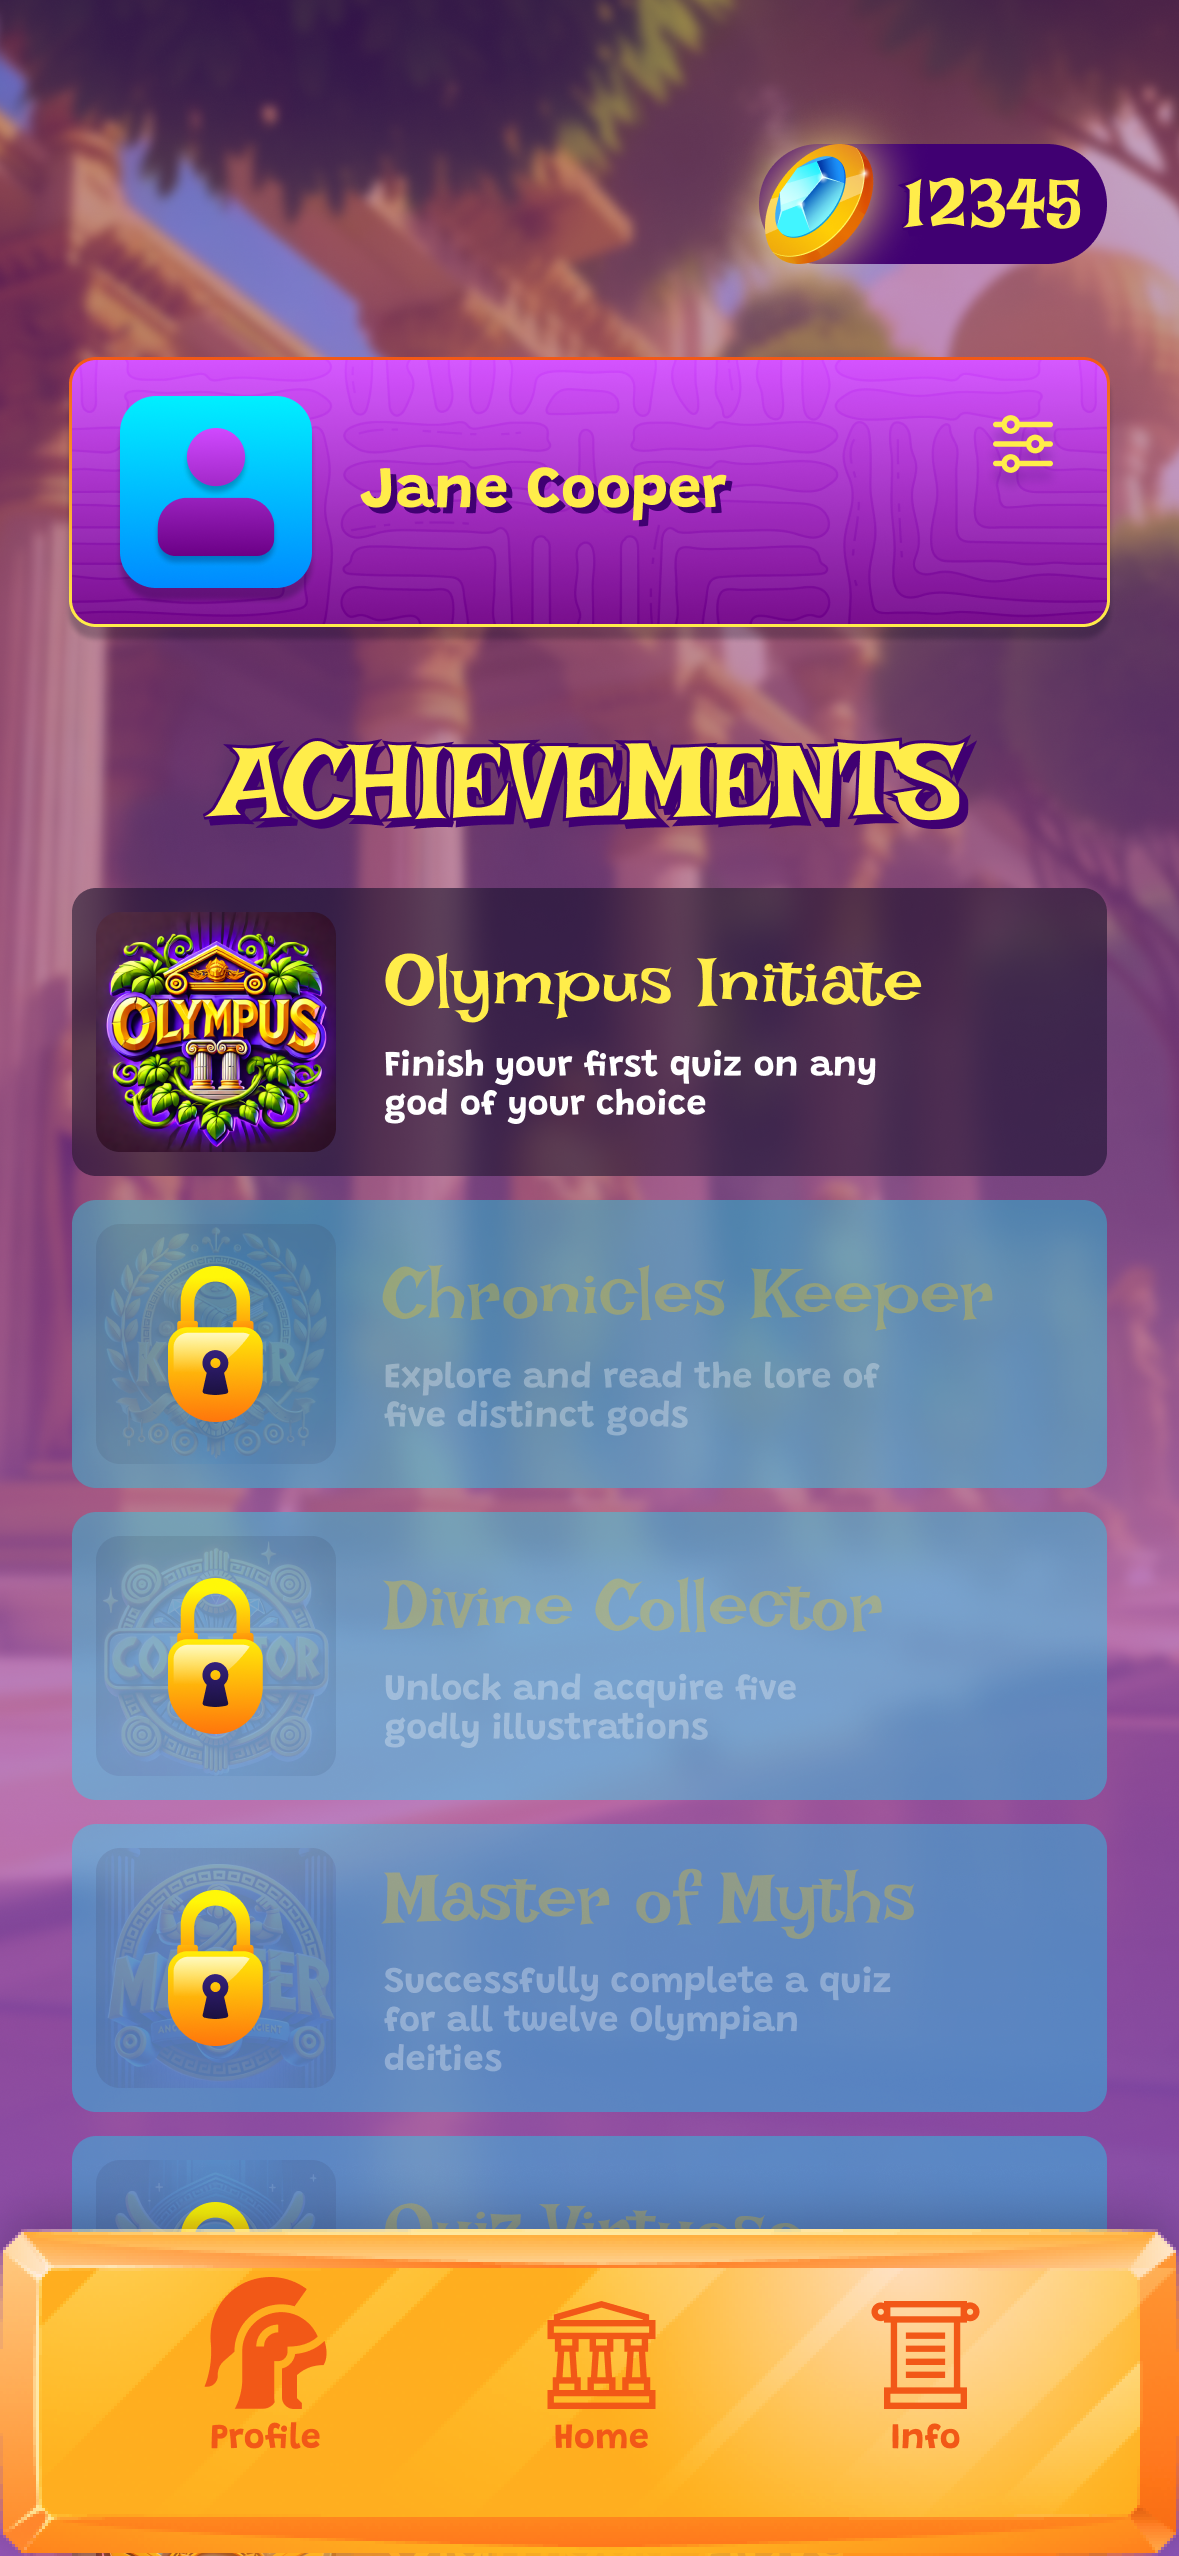 12345
Jane Cooper
ACHIEVEMENTS
OLYMPUS
Olympus Initiate
Finish your first quiz on any
god of your choice
Chronicles Keeper
Explore and read the lore of
five distinct gods
Divine Collector
Unlock and acquire five
godly illustrations
Master of Myths
Successfully complete a quiz
for all twelve Olympian
deities
Quiz Virtuoso
Profile
Home
Info